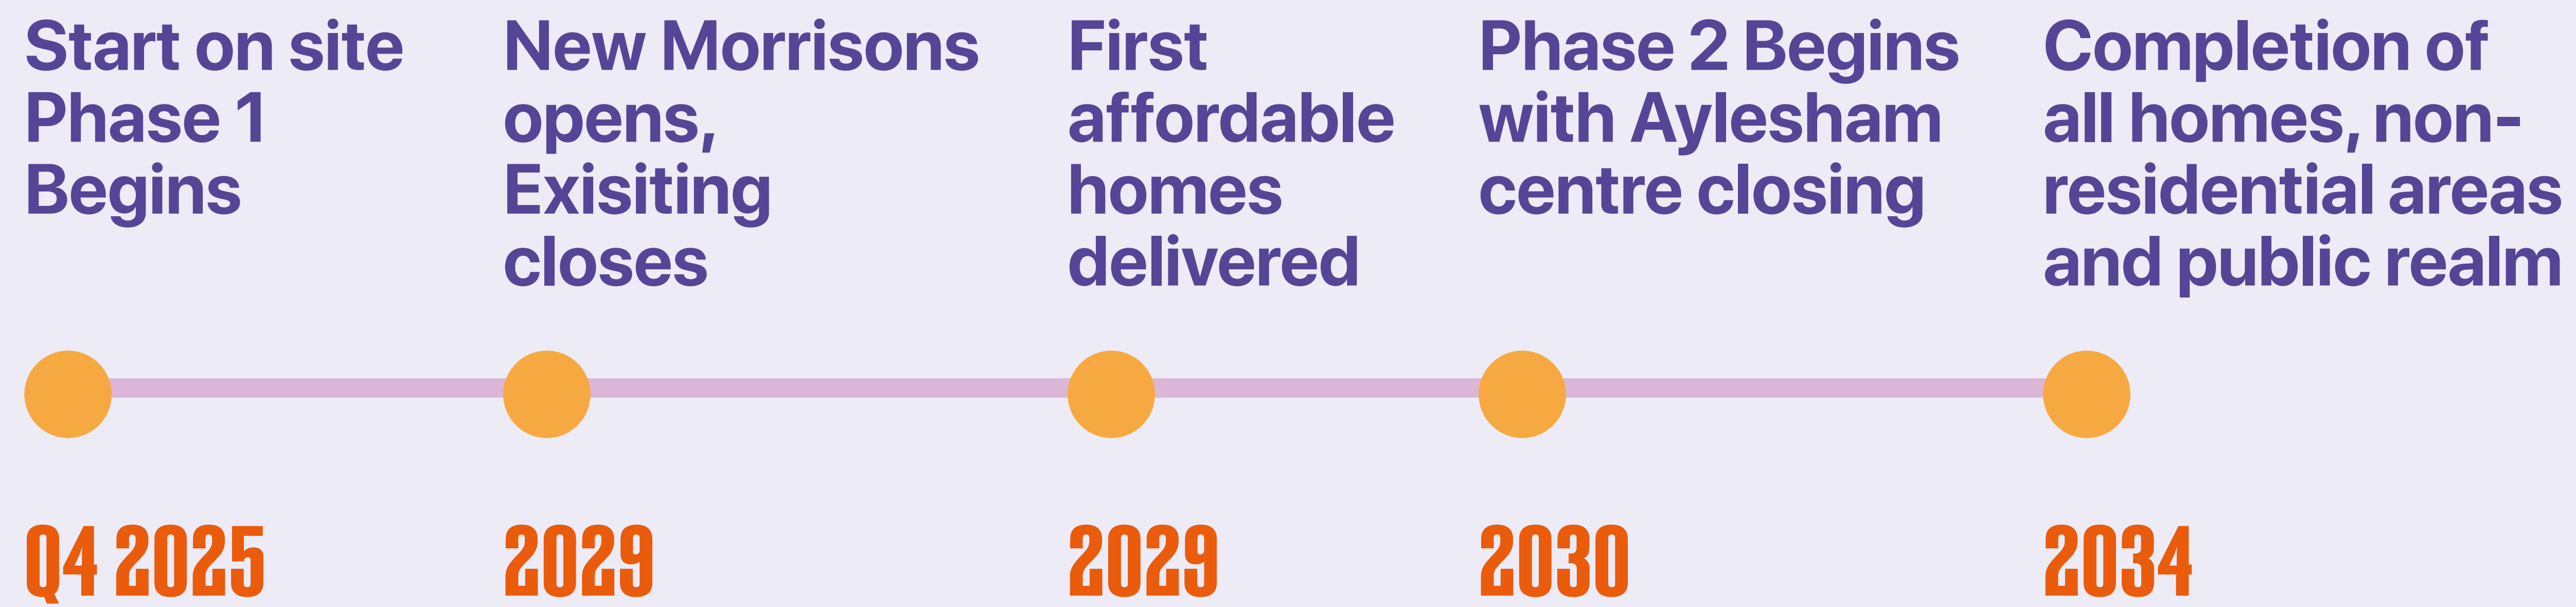 Start on site
Phase 1
Begins
New Morrisons
opens,
Exisiting
closes
First
affordable
homes
delivered
Phase 2 Begins
with Aylesham
centre closing
Completion of
all homes, non-
residential areas
and public realm
Q4 2025
2029
2029
2030
2034